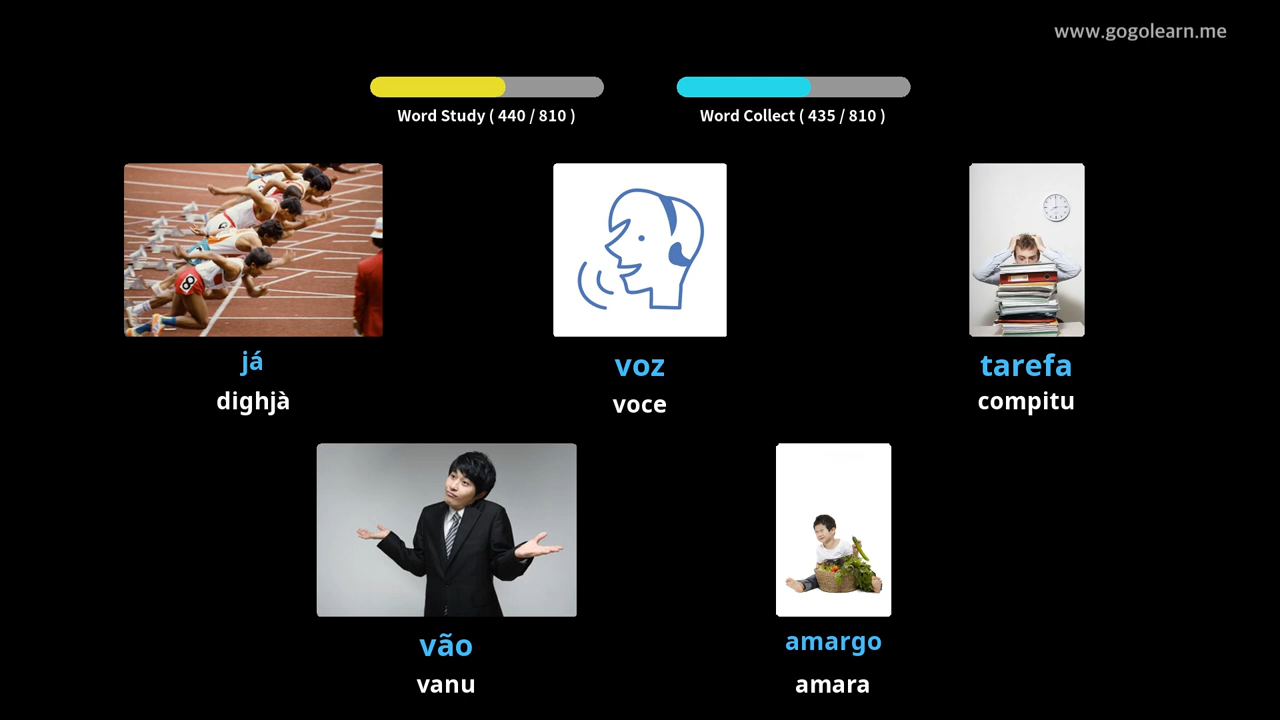 www.gogolearn.me
Word Study ( 440 / 810 )
Word Collect ( 435 / 810 )
já
dighjà
voz
voce
tarefa
compitu
8
vão
vanu
amargo
amara